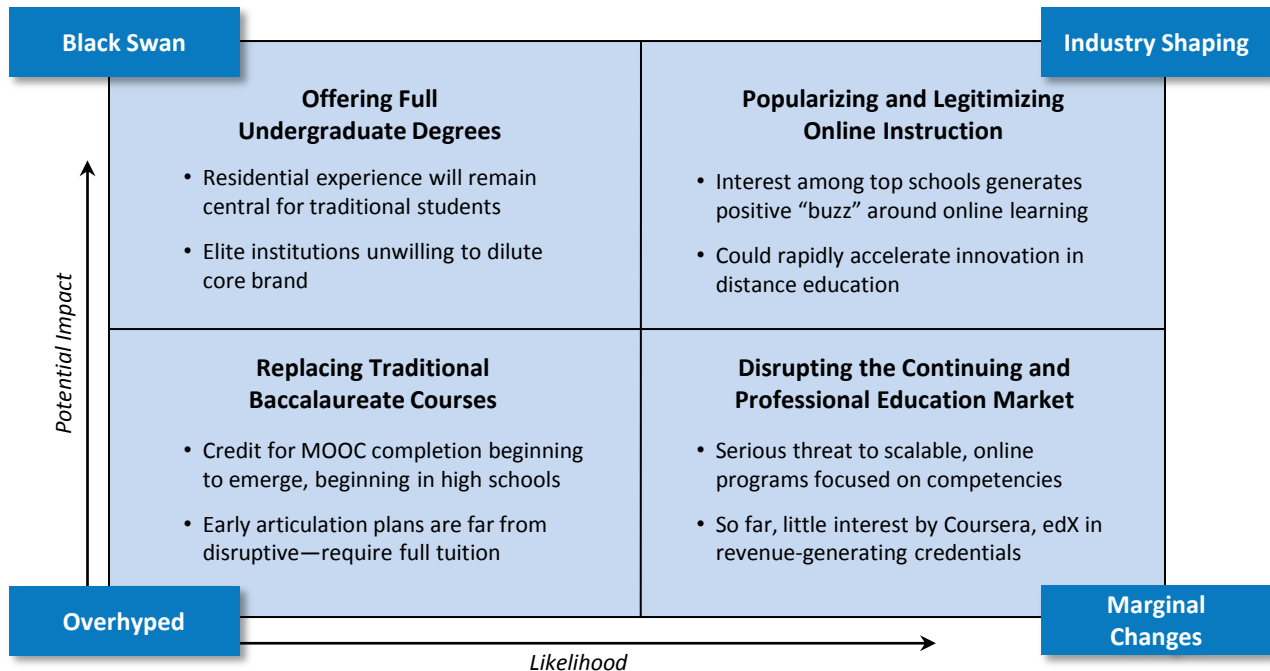 Black Swan
Industry Shaping
Offering Full
Undergraduate Degrees
• Residential experience will remain
central for traditional students
• Elite institutions unwilling to dilute
core brand
Popularizing and Legitimizing
Online Instruction
• Interest among top schools generates
positive “buzz” around online learning
• Could rapidly accelerate innovation in
distance education
Potential Impact
Replacing Traditional
Baccalaureate Courses
• Credit for MOOC completion beginning
to emerge, beginning in high schools
• Early articulation plans are far from
disruptive—require full tuition
Disrupting the Continuing and
Professional Education Market
• Serious threat to scalable, online
programs focused on competencies
• So far, little interest by Coursera, edX in
revenue-generating credentials
Overhyped
Marginal
Changes
Likelihood